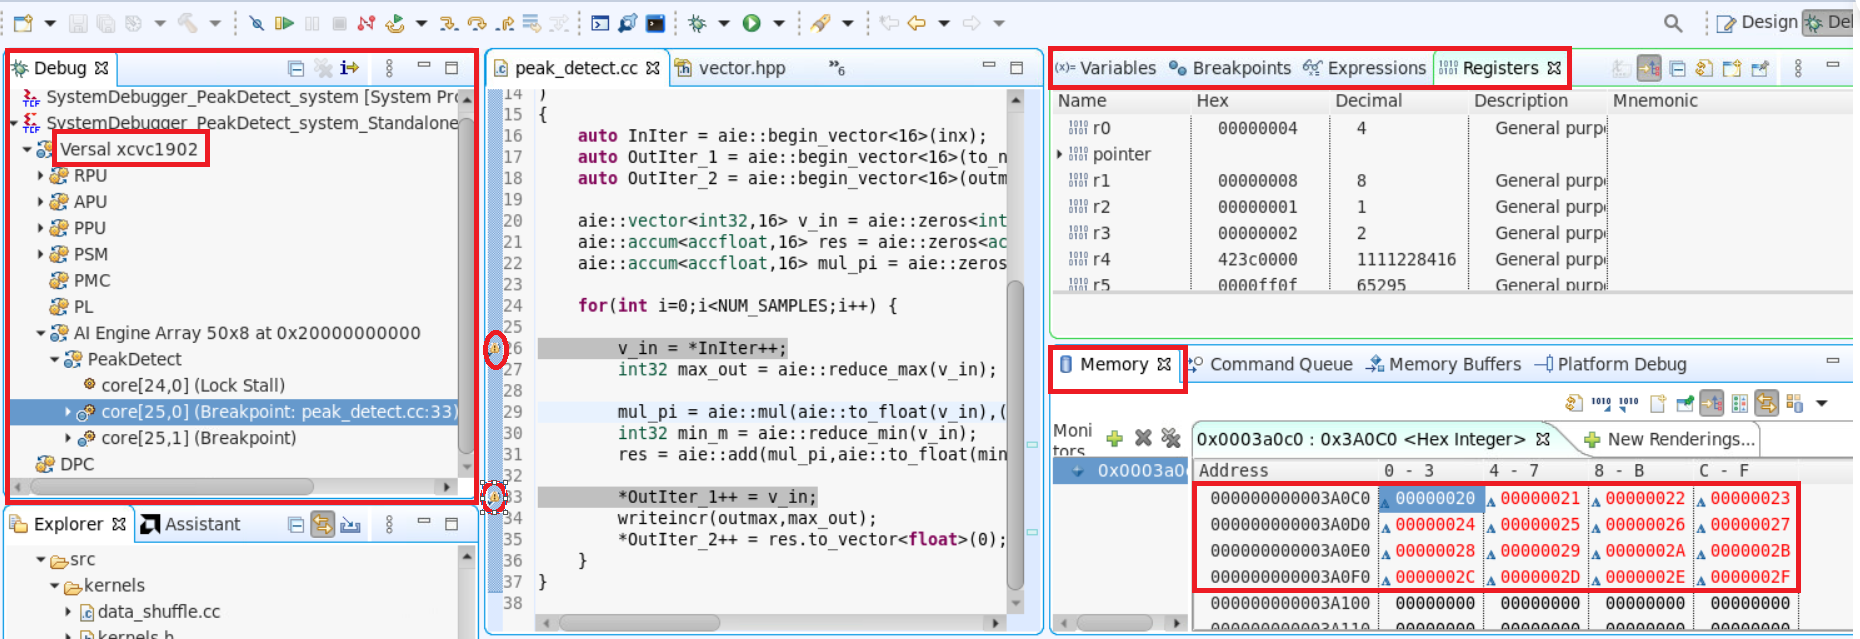 Design
De
Debug
SystemDebugger_PeakDetect_system [System Pro
SystemDebugger_PeakDetect_system_Standalone
Versal xcvc1902
RPU
APU
PPU
PSM
PMC
PL
AI Engine Array 50x8 at 0x20000000000
PeakDetect
core[24,0] (Lock Stall)
core[25,0] (Breakpoint: peak_detect.cc:33)
core[25,1] (Breakpoint)
DPC
Explorer Assistant
src
kernels
data_shuffle.cc
kernels.h
peak_detect.cc vector.hpp »6
14 )
15 {
16 auto InIter = aie::begin_vector<16>(inx);
17 auto OutIter_1 = aie::begin_vector<16>(to_n
18 auto OutIter_2 = aie::begin_vector<16>(outm
19
20 aie::vector<int32,16> v_in = aie::zeros<int
21 aie::accum<accfloat,16> res = aie::zeros<ac
22 aie::accum<accfloat,16> mul_pi = aie::zeros
23
24 for(int i=0;i<NUM_SAMPLES;i++) {
25
26 v_in = *InIter++;
27 int32 max_out = aie::reduce_max(v_in);
28
29 mul_pi = aie::mul(aie::to_float(v_in),(
30 int32 min_m = aie::reduce_min(v_in);
31 res = aie::add(mul_pi,aie::to_float(min
32
33 *OutIter_1++ = v_in;
34 writeincr(outmax,max_out);
35 *OutIter_2++ = res.to_vector<float>(0);
36 }
37 }
38
(x)= Variables Breakpoints Expressions Registers
Name Hex Decimal Description Mnemonic
r0 00000004 4 General purp
pointer
r1 00000008 8 General purp
r2 00000001 1 General purp
r3 00000002 2 General purp
r4 423c0000 1111228416 General purp
r5 0000ff0f 65295 General purp
Memory Command Queue Memory Buffers Platform Debug
Moni
tors
0x0003a0c
0x0003a0c0 : 0x3A0C0 <Hex Integer> New Renderings...
Address 0 - 3 4 - 7 8 - B C - F
000000000003A0C0 00000020 00000021 00000022 00000023
000000000003A0D0 00000024 00000025 00000026 00000027
000000000003A0E0 00000028 00000029 0000002A 0000002B
000000000003A0F0 0000002C 0000002D 0000002E 0000002F
000000000003A100 00000000 00000000 00000000 00000000
000000000003A110 00000000 00000000 00000000 00000000